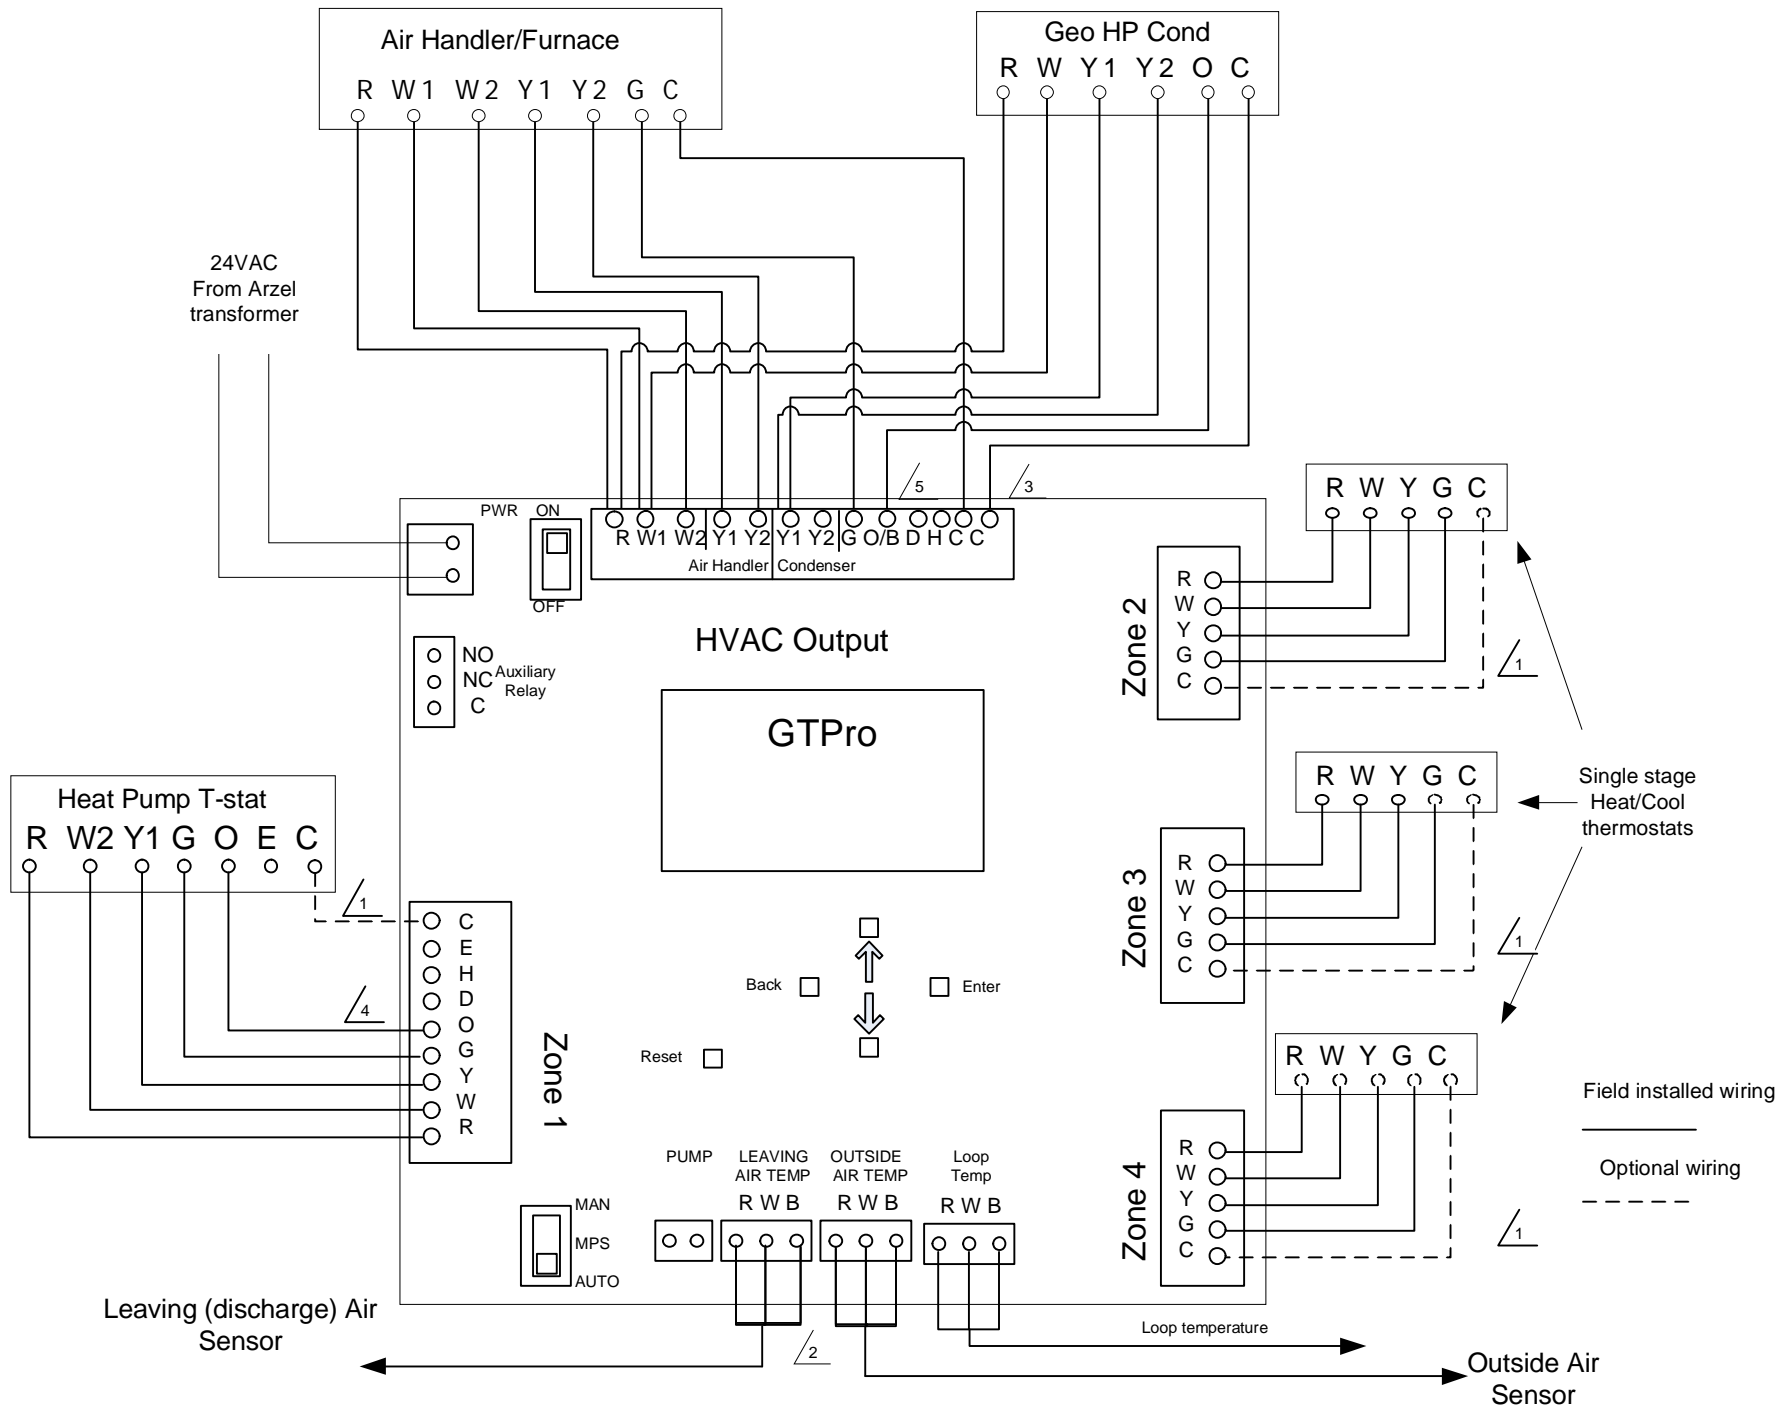 Air Handler/Furnace
R W1 W2 Y1 Y2 G C
Geo HP Cond
R W Y1 Y2 O C
24VAC
From Arzel
transformer
5
3
PWR
ON
OFF
R W1 W2 Y1 Y2 Y1 Y2 G O/B D H C C
Air Handler
Condenser
HVAC Output
NO
NC
C
Auxiliary
Relay
GTPro
Heat Pump T-stat
R W2 Y1 G O E C
1
4
C
E
H
D
O
G
Y
W
R
Zone 1
Back
Enter
Reset
MAN
MPS
AUTO
PUMP
LEAVING
AIR TEMP
R W B
OUTSIDE
AIR TEMP
R W B
Loop
Temp
R W B
R W Y G C
Zone 2
R
W
Y
G
C
1
R W Y G C
Zone 3
R
W
Y
G
C
1
Single stage
Heat/Cool
thermostats
R W Y G C
Zone 4
R
W
Y
G
C
1
Field installed wiring
Optional wiring
Leaving (discharge) Air
Sensor
2
Loop temperature
Outside Air
Sensor